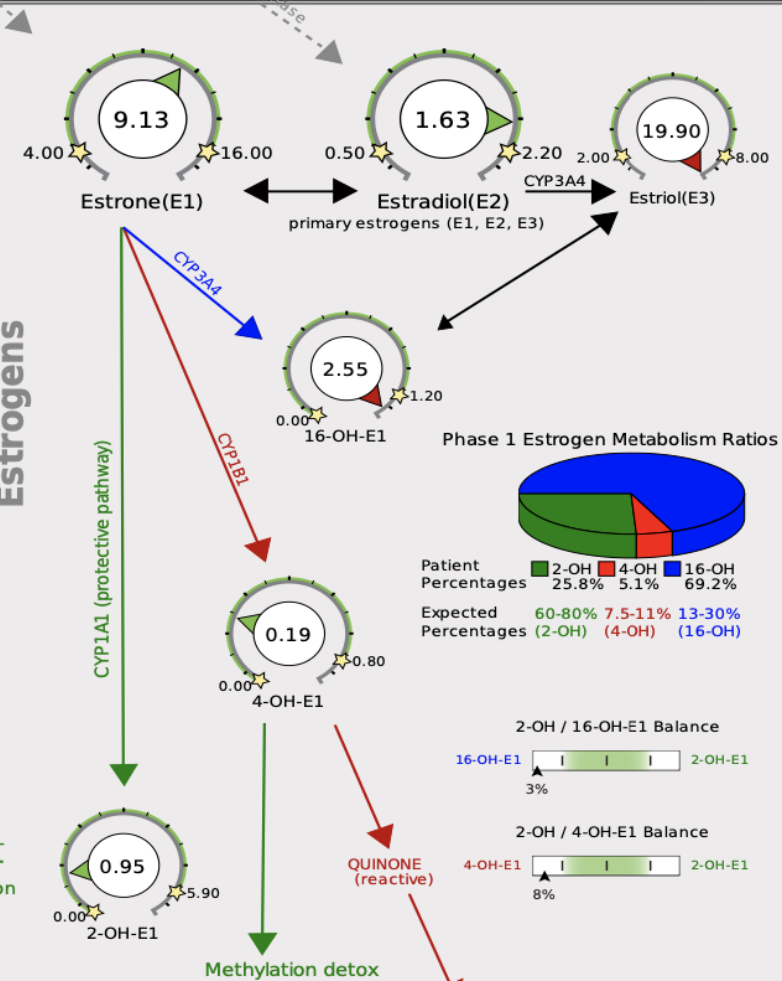 ase
9.13
4.00
16.00
Estrone(E1)
1.63
0.50
2.20
Estradiol(E2)
primary estrogens (E1, E2, E3)
CYP3A4
19.90
2.00
8.00
Estriol(E3)
CYP3A4
2.55
0.00
1.20
16-OH-E1
Estrogens
CYP1A1 (protective pathway)
CYP1B1
Phase 1 Estrogen Metabolism Ratios
Patient Percentages
2-OH 4-OH 16-OH
25.8% 5.1% 69.2%
Expected Percentages
60-80% 7.5-11% 13-30%
(2-OH) (4-OH) (16-OH)
0.19
0.00
0.80
4-OH-E1
2-OH / 16-OH-E1 Balance
16-OH-E1 2-OH-E1
3%
2-OH / 4-OH-E1 Balance
4-OH-E1 2-OH-E1
8%
0.95
0.00
5.90
2-OH-E1
on
QUINONE
(reactive)
Methylation detox